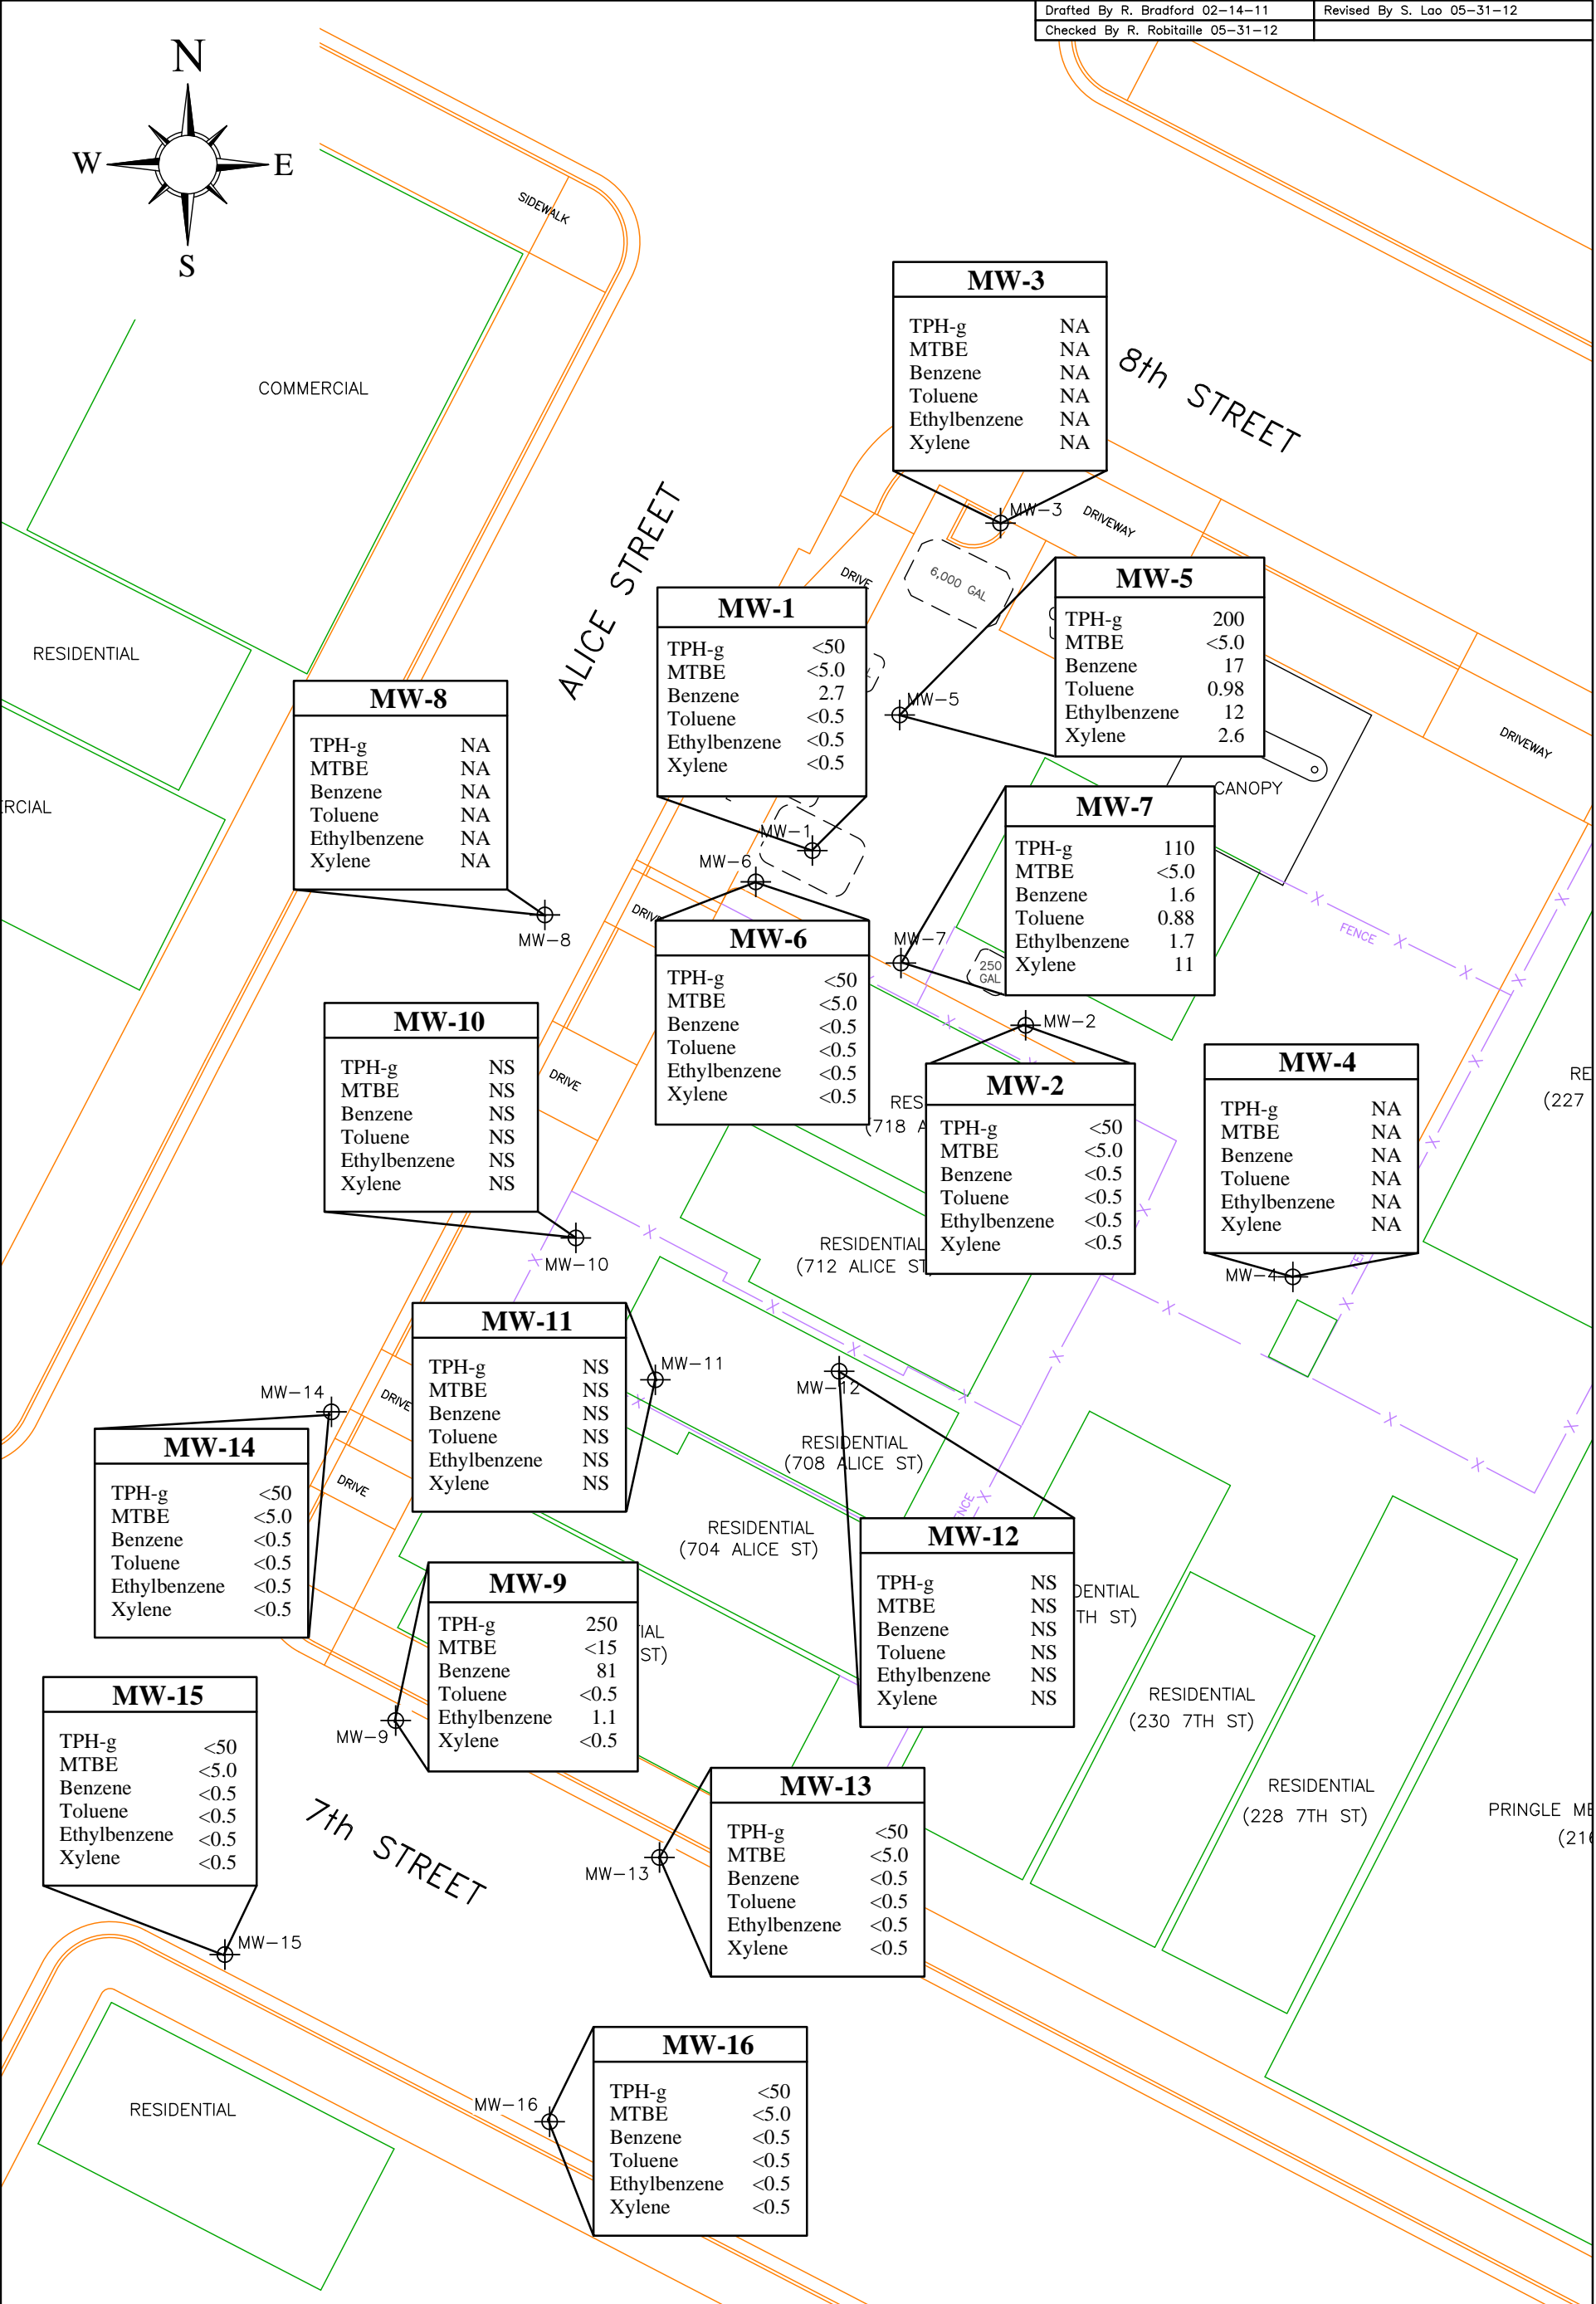 Drafted By R. Bradford 02-14-11
Revised By S. Lao 05-31-12
Checked By R. Robitaille 05-31-12
N
W
E
S
SIDEWALK
COMMERCIAL
MW-3
TPH-g NA
MTBE NA
Benzene NA
Toluene NA
Ethylbenzene NA
Xylene NA
8th STREET
MW-3
DRIVEWAY
ALICE STREET
DRIVE
6,000 GAL
MW-5
TPH-g 200
MTBE <5.0
Benzene 17
Toluene 0.98
Ethylbenzene 12
Xylene 2.6
MW-1
TPH-g <50
MTBE <5.0
Benzene 2.7
Toluene <0.5
Ethylbenzene <0.5
Xylene <0.5
RESIDENTIAL
MW-5
MW-8
TPH-g NA
MTBE NA
Benzene NA
Toluene NA
Ethylbenzene NA
Xylene NA
DRIVEWAY
CANOPY
RCIAL
MW-7
TPH-g 110
MTBE <5.0
Benzene 1.6
Toluene 0.88
Ethylbenzene 1.7
Xylene 11
MW-1
MW-6
DRIVE
MW-8
MW-6
TPH-g <50
MTBE <5.0
Benzene <0.5
Toluene <0.5
Ethylbenzene <0.5
Xylene <0.5
MW-7
250
GAL
FENCE
MW-2
MW-10
TPH-g NS
MTBE NS
Benzene NS
Toluene NS
Ethylbenzene NS
Xylene NS
DRIVE
RES
(718 A
MW-2
TPH-g <50
MTBE <5.0
Benzene <0.5
Toluene <0.5
Ethylbenzene <0.5
Xylene <0.5
MW-4
TPH-g NA
MTBE NA
Benzene NA
Toluene NA
Ethylbenzene NA
Xylene NA
RE
(227
MW-10
RESIDENTIAL
(712 ALICE ST
MW-4
MW-11
TPH-g NS
MTBE NS
Benzene NS
Toluene NS
Ethylbenzene NS
Xylene NS
MW-11
MW-12
MW-14
DRIVE
MW-14
TPH-g <50
MTBE <5.0
Benzene <0.5
Toluene <0.5
Ethylbenzene <0.5
Xylene <0.5
DRIVE
RESIDENTIAL
(708 ALICE ST)
NCE
RESIDENTIAL
(704 ALICE ST)
MW-12
TPH-g NS
MTBE NS
Benzene NS
Toluene NS
Ethylbenzene NS
Xylene NS
DENTIAL
TH ST)
MW-9
TPH-g 250
MTBE <15
Benzene 81
Toluene <0.5
Ethylbenzene 1.1
Xylene <0.5
IAL
ST)
MW-9
MW-15
TPH-g <50
MTBE <5.0
Benzene <0.5
Toluene <0.5
Ethylbenzene <0.5
Xylene <0.5
RESIDENTIAL
(230 7TH ST)
RESIDENTIAL
(228 7TH ST)
PRINGLE ME
(216
7th STREET
MW-13
TPH-g <50
MTBE <5.0
Benzene <0.5
Toluene <0.5
Ethylbenzene <0.5
Xylene <0.5
MW-13
MW-15
MW-16
TPH-g <50
MTBE <5.0
Benzene <0.5
Toluene <0.5
Ethylbenzene <0.5
Xylene <0.5
MW-16
RESIDENTIAL